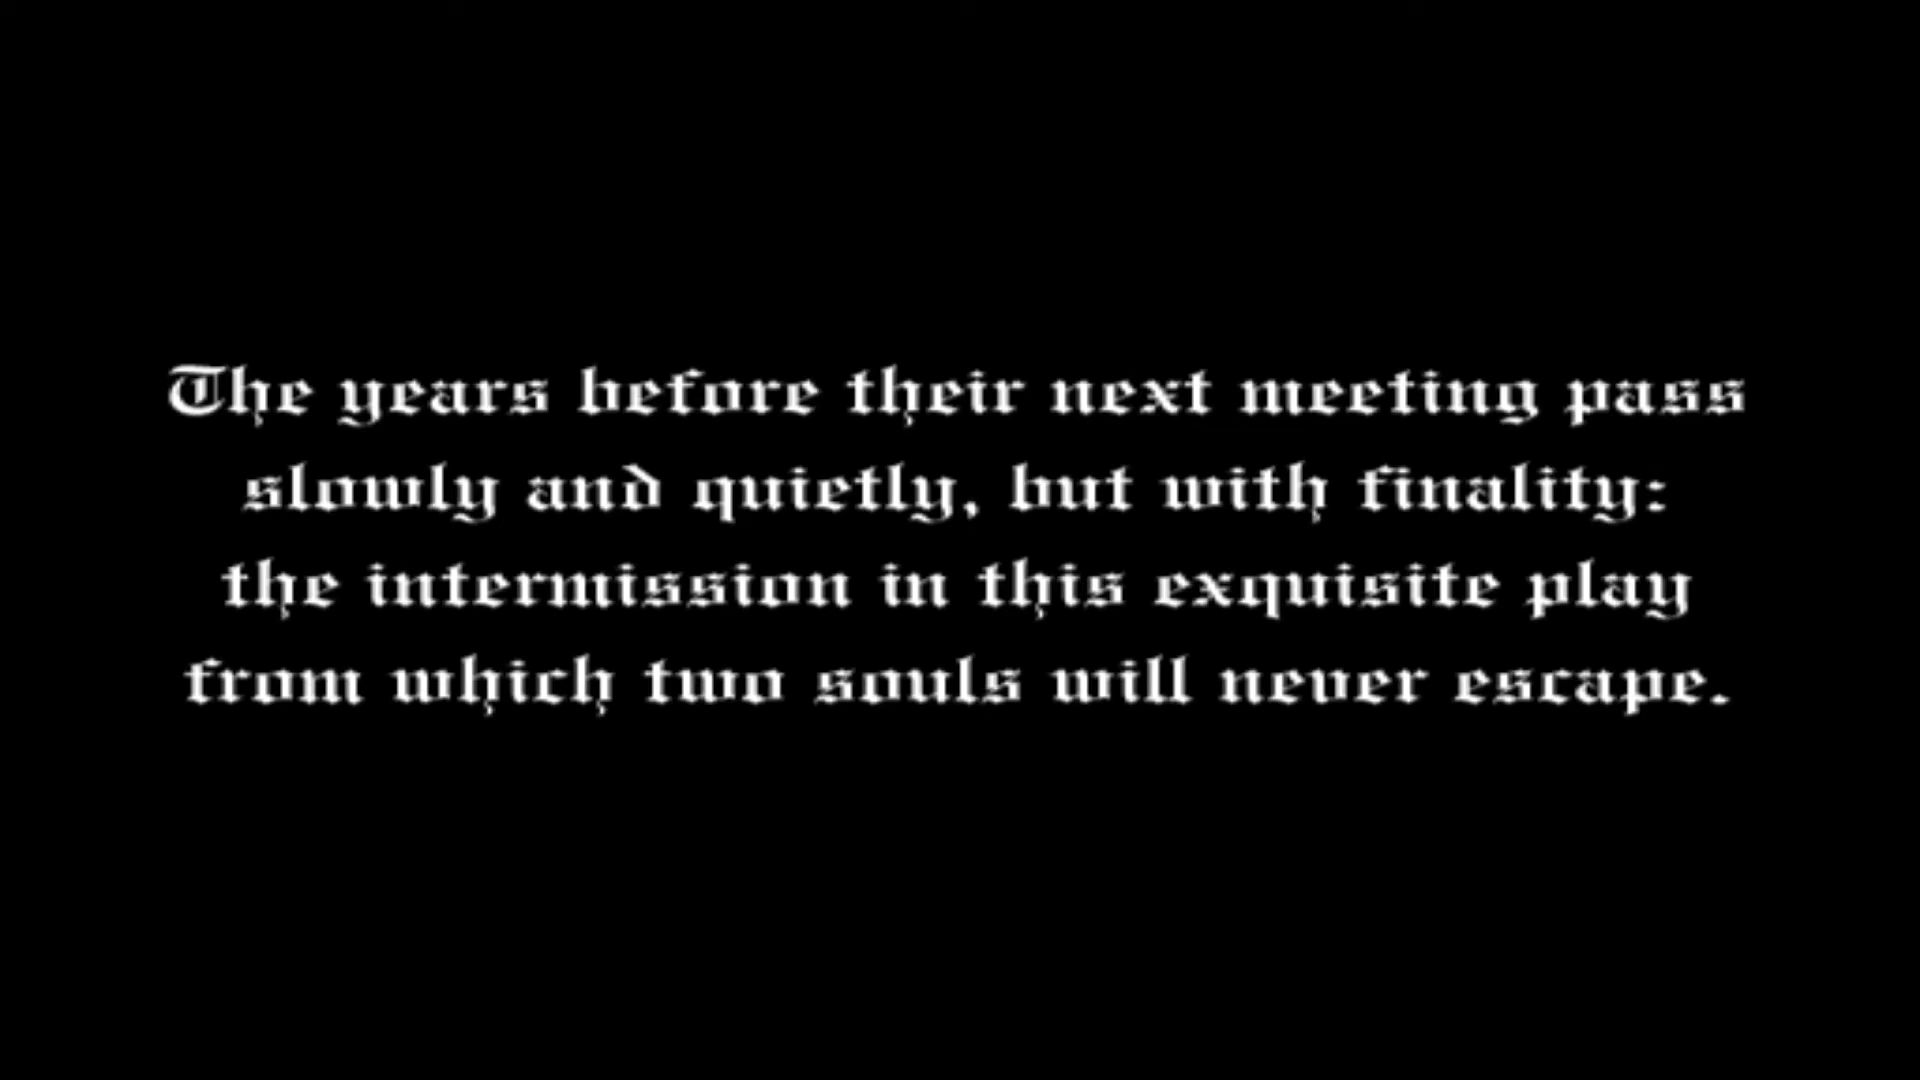 The years before their next meeting pass
slowly and quietly, but with finality:
the intermission in this exquisite play
from which two souls will never escape.